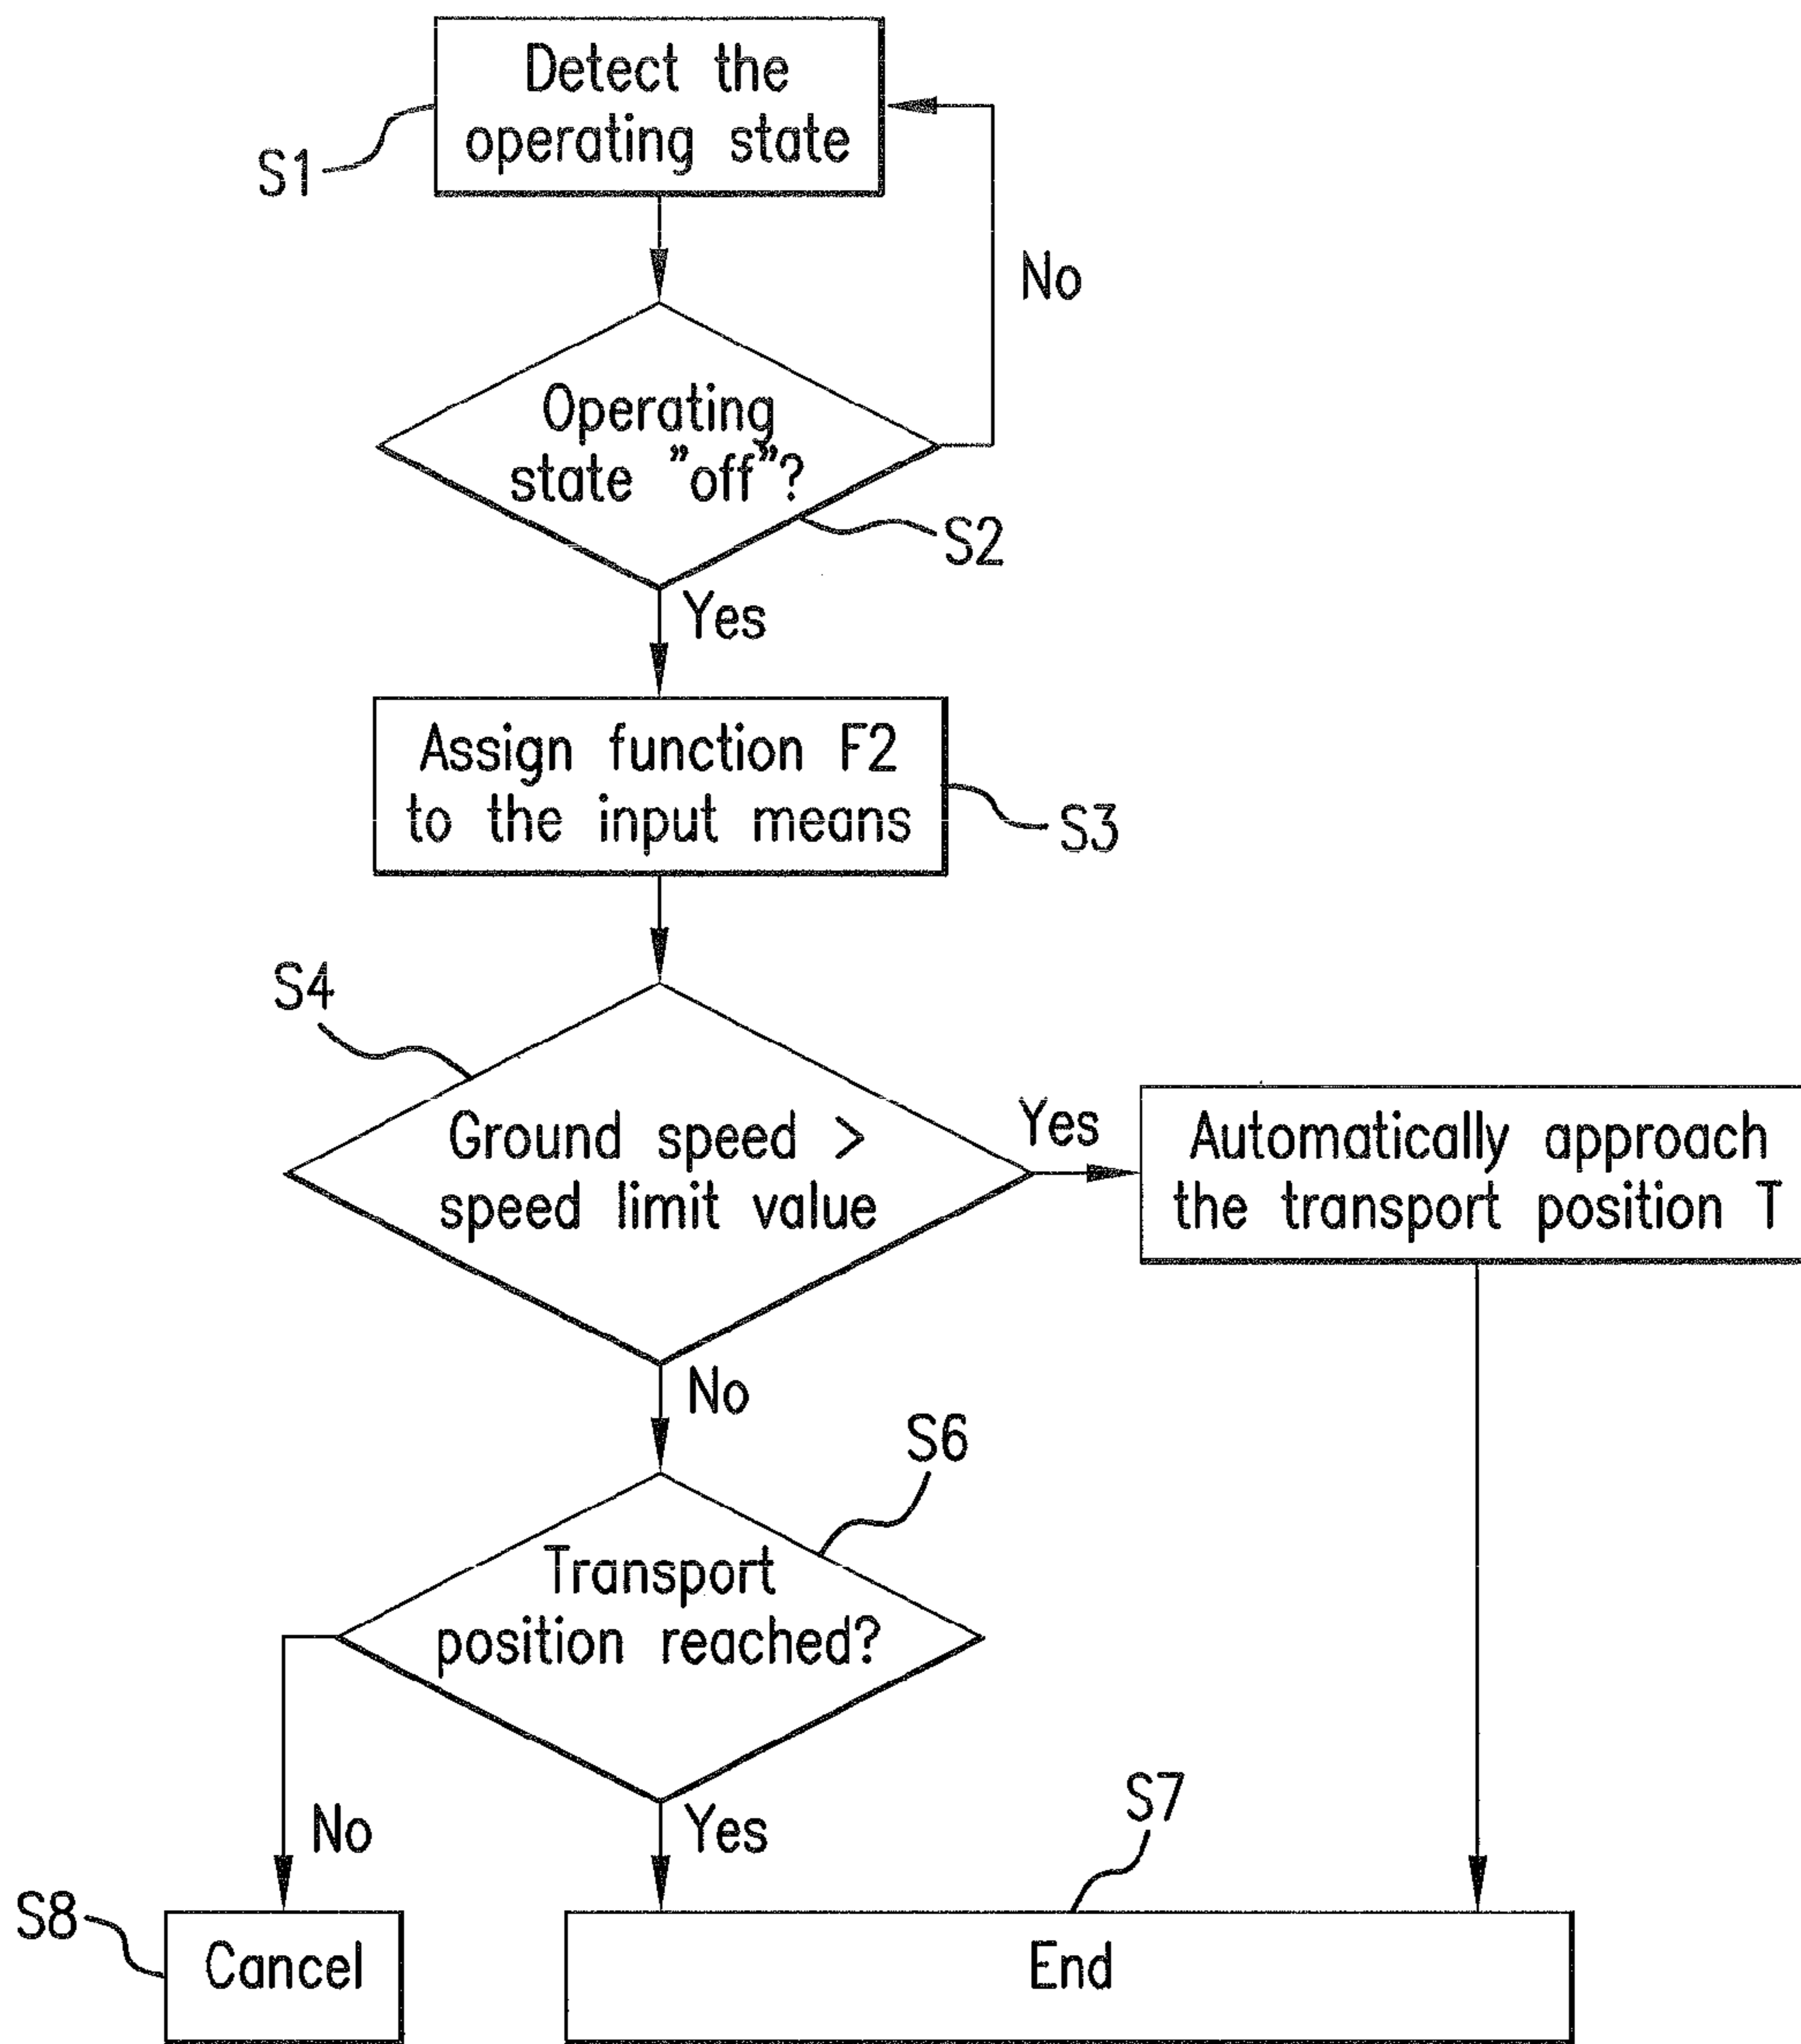 Detect the
operating state
S1
No
Operating
state ”off”?
S2
Yes
Assign function F2
to the input means
S3
S4
Ground speed >
speed limit value
Yes
Automatically approach
the transport position T
No
S6
Transport
position reached?
No
Yes
S7
S8
Cancel
End